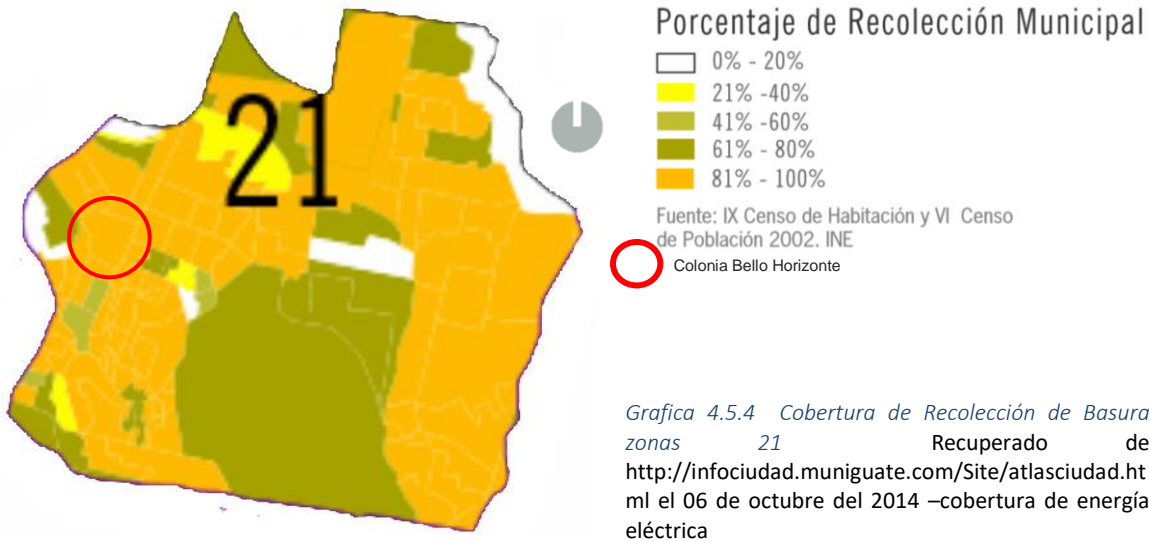 21
Porcentaje de Recolección Municipal
0% - 20%
21% -40%
41% -60%
61% - 80%
81% - 100%
Fuente: IX Censo de Habitación y VI Censo
de Población 2002. INE
Colonia Bello Horizonte
Grafica 4.5.4 Cobertura de Recolección de Basura
zonas 21 Recuperado de
http://infociudad.muniguate.com/Site/atlasciudad.ht
ml el 06 de octubre del 2014 –cobertura de energía
eléctrica